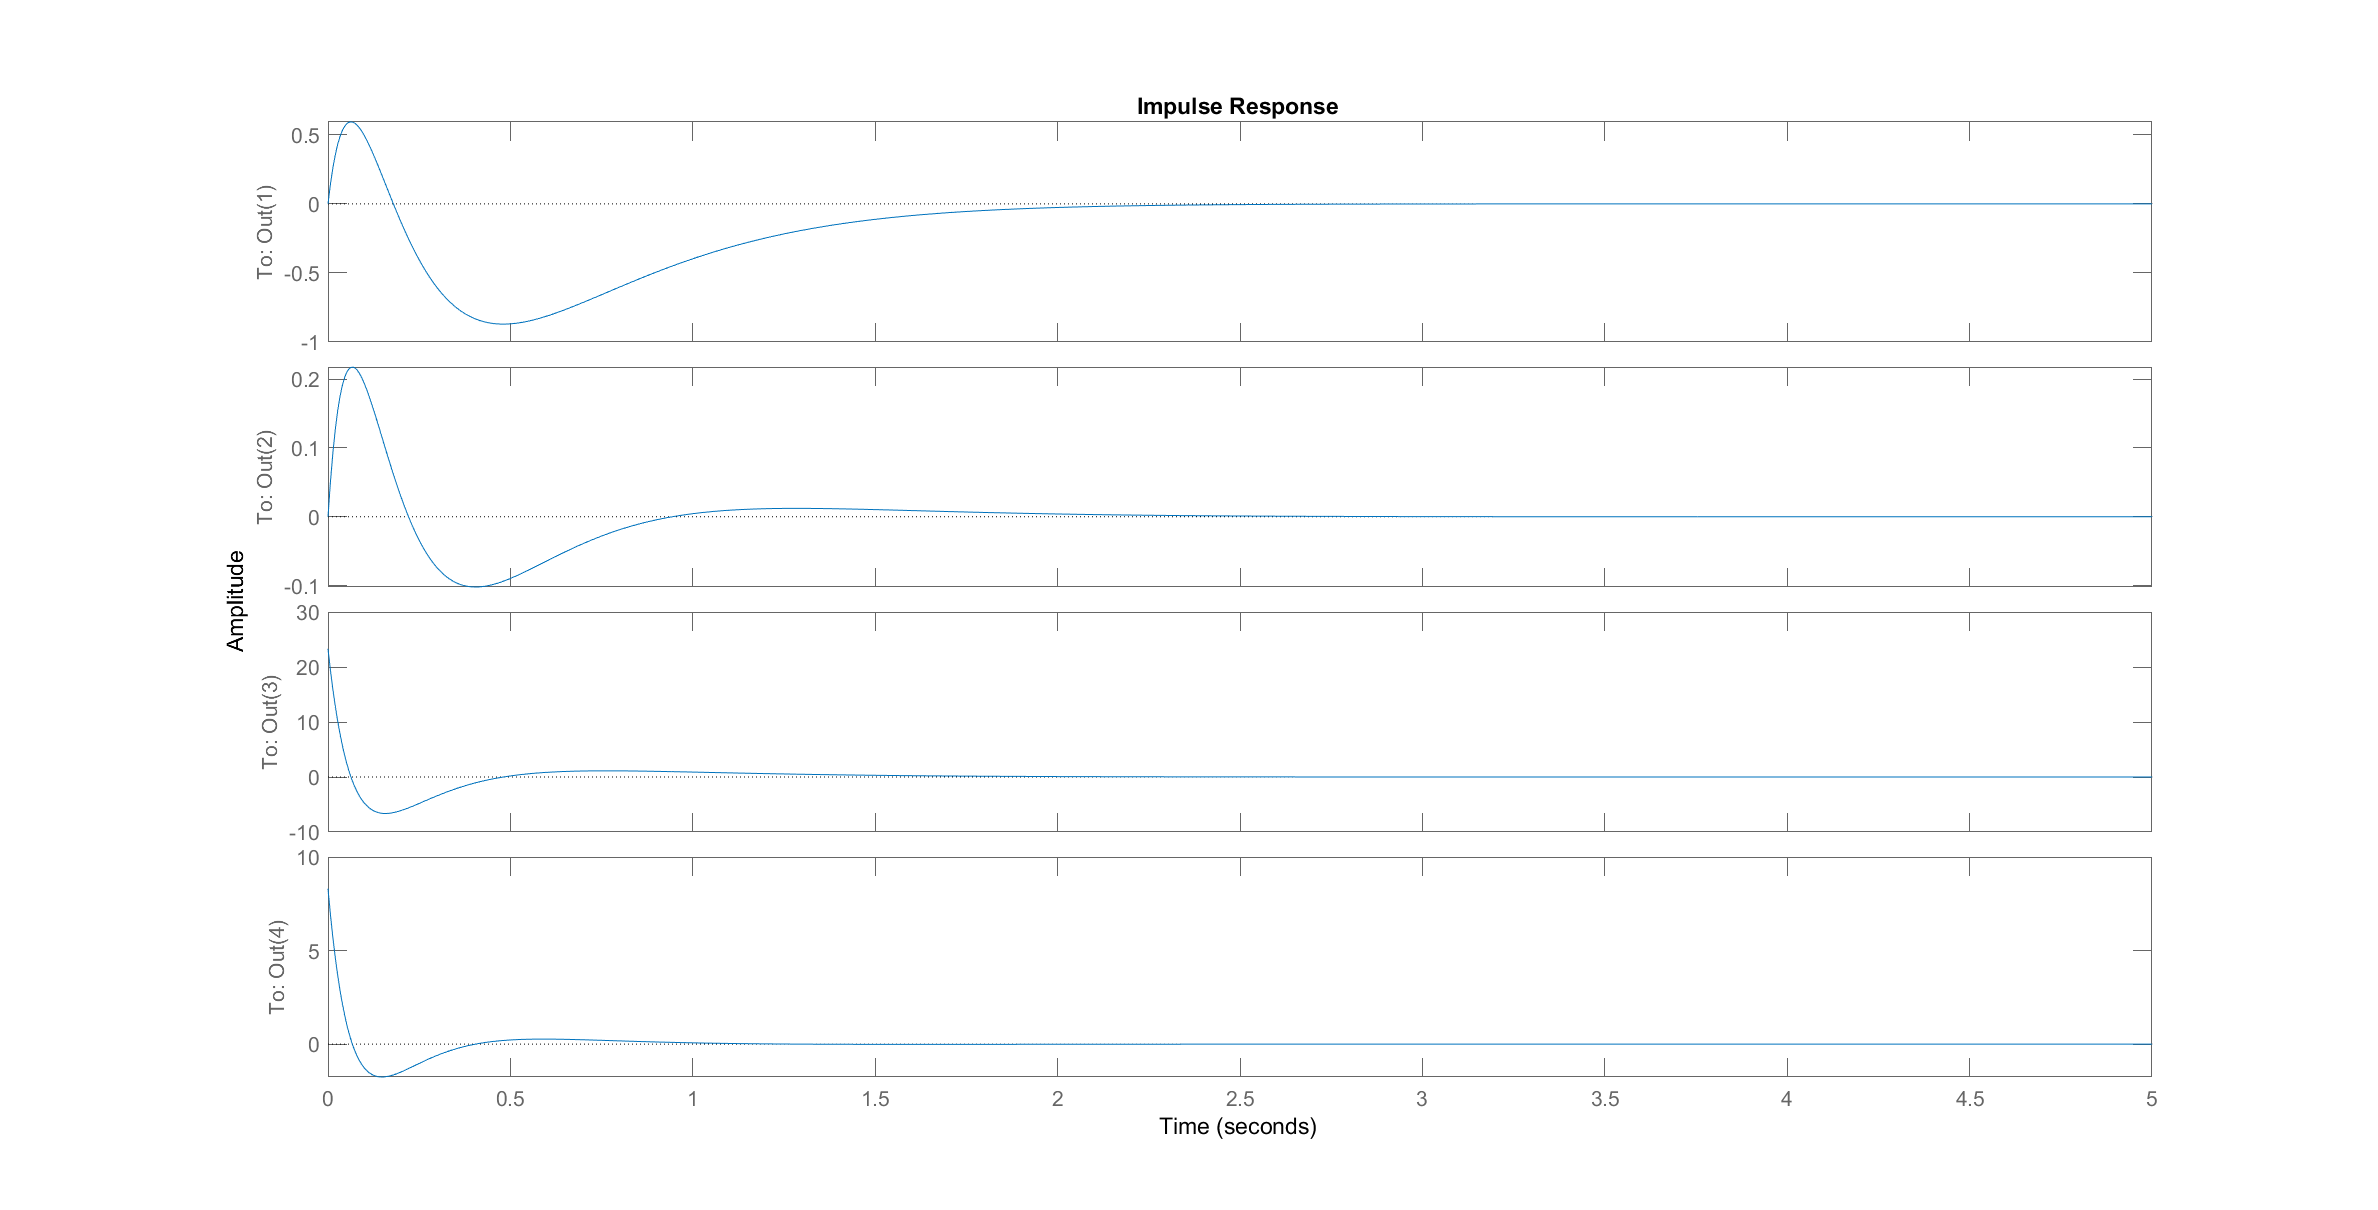 Impulse Response
Amplitude
To: Out(1)
0.5
0
-0.5
-1
To: Out(2)
0.2
0.1
0
-0.1
To: Out(3)
30
20
10
0
-10
To: Out(4)
10
5
0
0 0.5 1 1.5 2 2.5 3 3.5 4 4.5 5
Time (seconds)